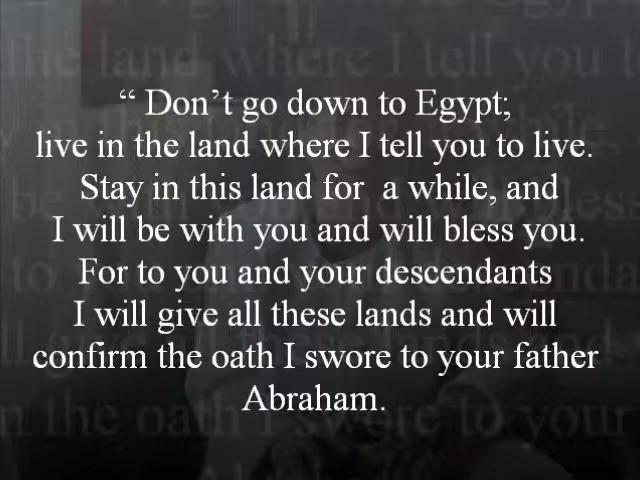 “ Don’t go down to Egypt;
live in the land where I tell you to live.
Stay in this land for  a while, and
I will be with you and will bless you.
For to you and your descendants
I will give all these lands and will
confirm the oath I swore to your father
Abraham.